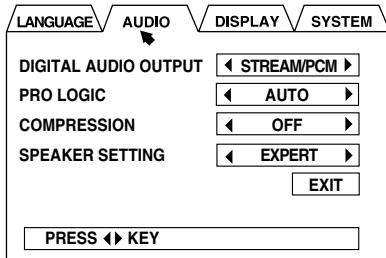 LANGUAGE AUDIO DISPLAY SYSTEM
DIGITAL AUDIO OUTPUT STREAM/PCM
PRO LOGIC AUTO
COMPRESSION OFF
SPEAKER SETTING EXPERT
EXIT
PRESS KEY